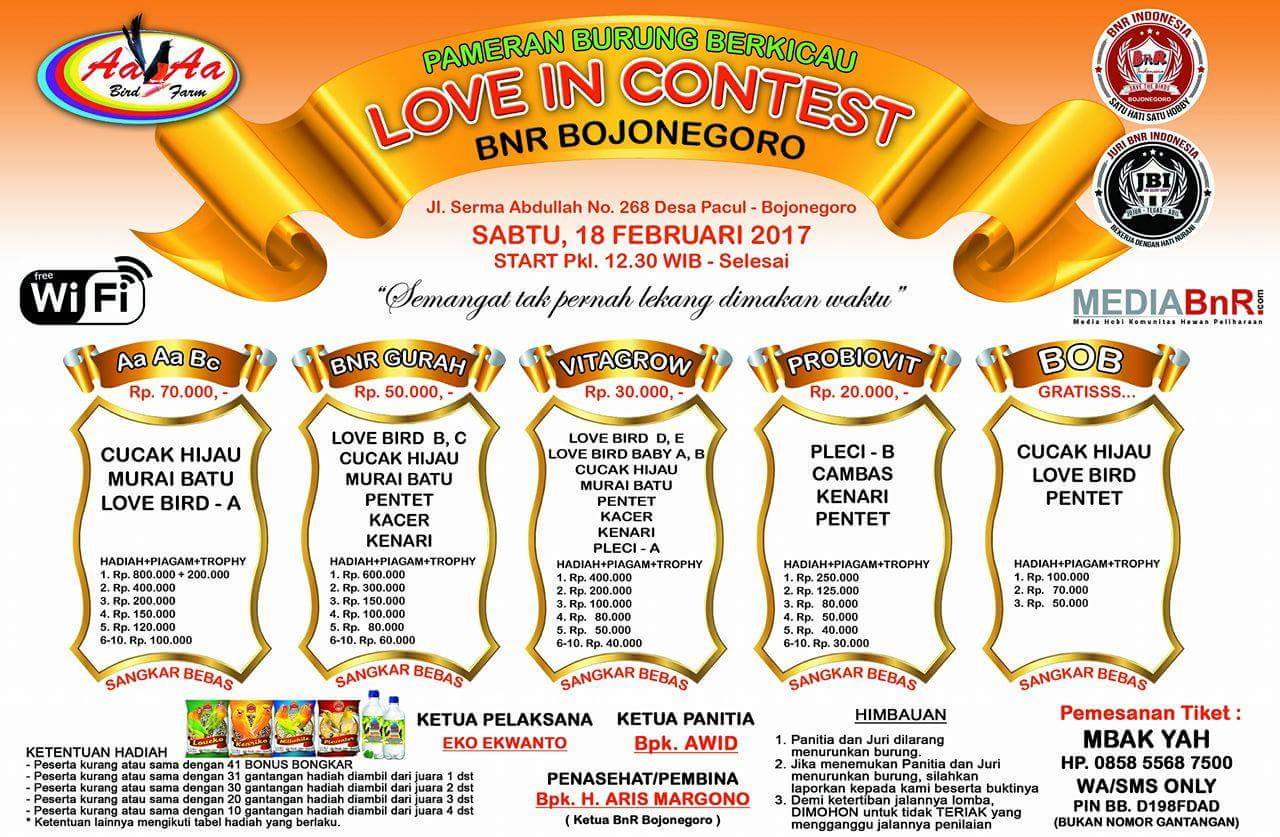 AaAa
Bird Farm
PAMERAN BURUNG BERKICAU
LOVE IN CONTEST
BNR BOJONEGORO
BNR INDONESIA
BnR
Indonesia
SAVE THE BIRDS
BOJONEGORO
SATU HATI SATU HOBBY
JURI BNR INDONESIA
JBI
JUJUR - TEGAS - ADIL
BEKERJA DENGAN HATI NURANI
Jl. Serma Abdullah No. 268 Desa Pacul - Bojonegoro
SABTU, 18 FEBRUARI 2017
START Pkl. 12.30 WIB - Selesai
"Semangat tak pernah lekang dimakan waktu"
free
WiFi
MEDIABnR.com
Media Hobi Komunitas Hewan Peliharaan
Aa Aa Bc
Rp. 70.000, -
CUCAK HIJAU
MURAI BATU
LOVE BIRD - A
HADIAH+PIAGAM+TROPHY
1. Rp. 800.000 + 200.000
2. Rp. 400.000
3. Rp. 200.000
4. Rp. 150.000
5. Rp. 120.000
6-10. Rp. 100.000
SANGKAR BEBAS
BNR GURAH
Rp. 50.000, -
LOVE BIRD B, C
CUCAK HIJAU
MURAI BATU
PENTET
KACER
KENARI
HADIAH+PIAGAM+TROPHY
1. Rp. 600.000
2. Rp. 300.000
3. Rp. 150.000
4. Rp. 100.000
5. Rp. 80.000
6-10. Rp. 60.000
SANGKAR BEBAS
VITAGROW
Rp. 30.000, -
LOVE BIRD D, E
LOVE BIRD BABY A, B
CUCAK HIJAU
MURAI BATU
PENTET
KACER
KENARI
PLECI - A
HADIAH+PIAGAM+TROPHY
1. Rp. 400.000
2. Rp. 200.000
3. Rp. 100.000
4. Rp. 80.000
5. Rp. 50.000
6-10. Rp. 40.000
SANGKAR BEBAS
PROBIOVIT
Rp. 20.000, -
PLECI - B
CAMBAS
KENARI
PENTET
HADIAH+PIAGAM+TROPHY
1. Rp. 250.000
2. Rp. 125.000
3. Rp. 80.000
4. Rp. 50.000
5. Rp. 40.000
6-10. Rp. 30.000
SANGKAR BEBAS
BOB
GRATISSS...
CUCAK HIJAU
LOVE BIRD
PENTET
HADIAH+PIAGAM+TROPHY
1. Rp. 100.000
2. Rp. 70.000
3. Rp. 50.000
SANGKAR BEBAS
KETENTUAN HADIAH
- Peserta kurang atau sama dengan 41 BONUS BONGKAR
- Peserta kurang atau sama dengan 31 gantangan hadiah diambil dari juara 1 dst
- Peserta kurang atau sama dengan 30 gantangan hadiah diambil dari juara 2 dst
- Peserta kurang atau sama dengan 20 gantangan hadiah diambil dari juara 3 dst
- Peserta kurang atau sama dengan 10 gantangan hadiah diambil dari juara 4 dst
* Ketentuan lainnya mengikuti tabel hadiah yang berlaku.
KETUA PELAKSANA
EKO EKWANTO
KETUA PANITIA
Bpk. AWID
PENASEHAT/PEMBINA
Bpk. H. ARIS MARGONO
( Ketua BnR Bojonegoro )
HIMBAUAN
1. Panitia dan Juri dilarang
menurunkan burung.
2. Jika menemukan Panitia dan Juri
menurunkan burung, silahkan
laporkan kepada kami beserta buktinya
3. Demi ketertiban jalannya lomba,
DIMOHON untuk tidak TERIAK yang
mengganggu jalannya penilaian
Pemesanan Tiket :
MBAK YAH
HP. 0858 5568 7500
WA/SMS ONLY
PIN BB. D198FDAD
(BUKAN NOMOR GANTANGAN)